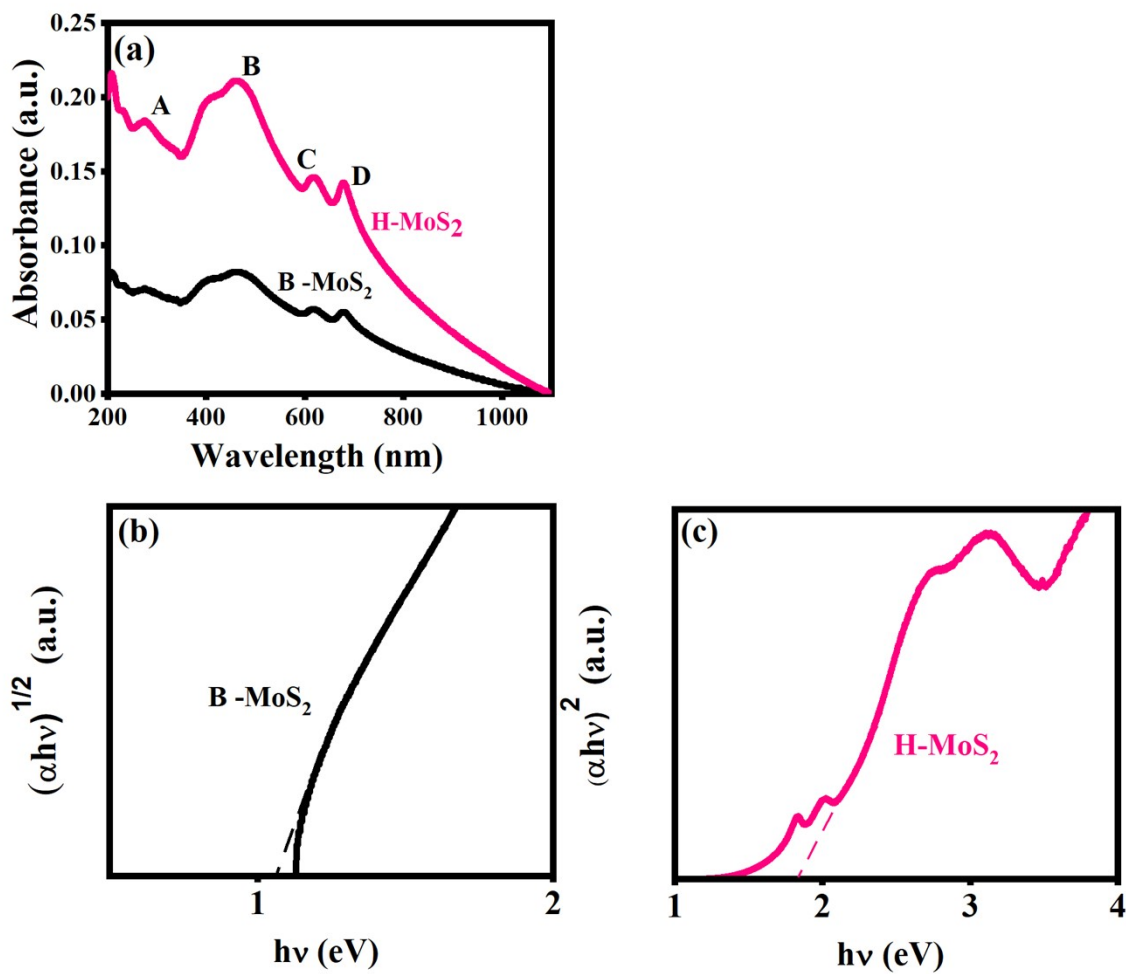 (a)
0.25
0.20
0.15
0.10
0.05
0.00
Absorbance (a.u.)
A
B
C
D
H-MoS₂
B -MoS₂
200 400 600 800 1000
Wavelength (nm)
(b)
(αhν)^1/2 (a.u.)
B -MoS₂
1 2
hν (eV)
(c)
(αhν)² (a.u.)
H-MoS₂
1 2 3 4
hν (eV)